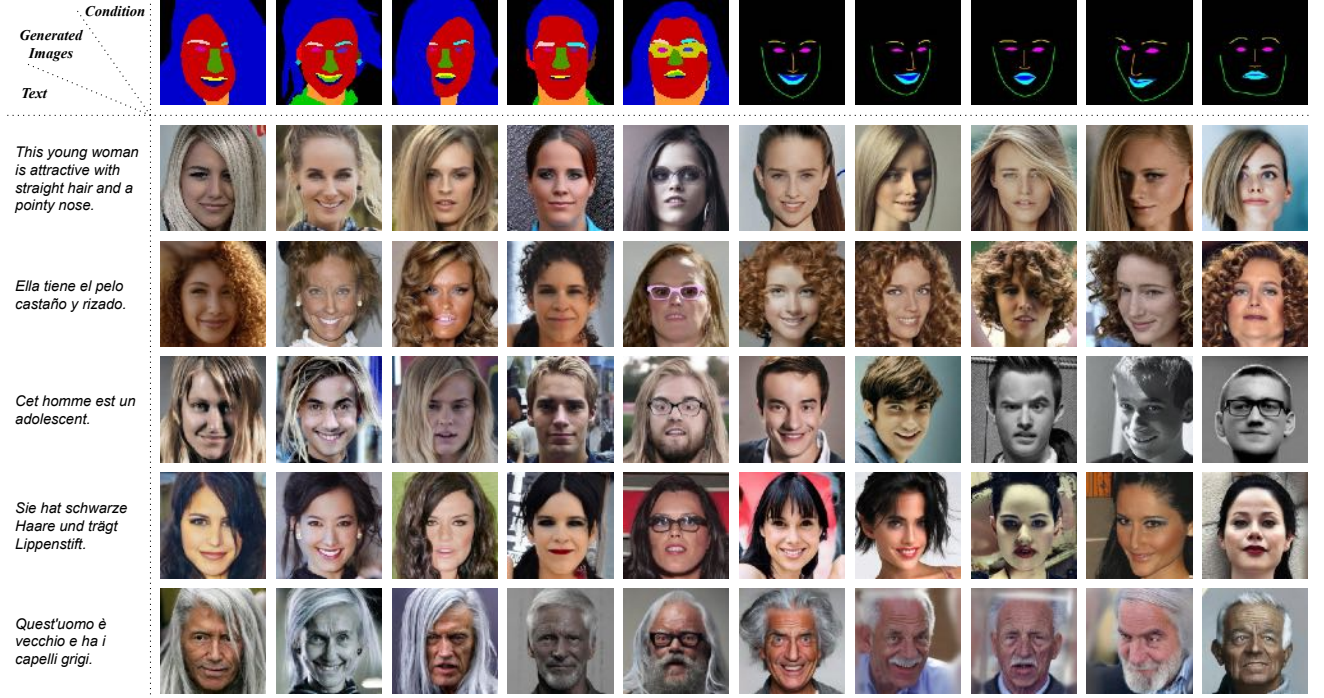 Condition
Generated
Images
Text
This young woman
is attractive with
straight hair and a
pointy nose.
Ella tiene el pelo
castaño y rizado.
Cet homme est un
adolescent.
Sie hat schwarze
Haare und trägt
Lippenstift.
Quest'uomo è
vecchio e ha i
capelli grigi.